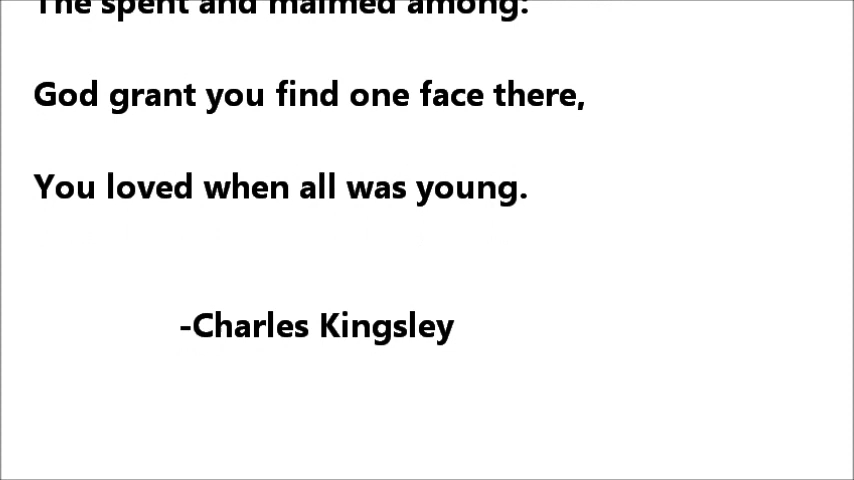 The spent and maimed among:
God grant you find one face there,
You loved when all was young.
-Charles Kingsley